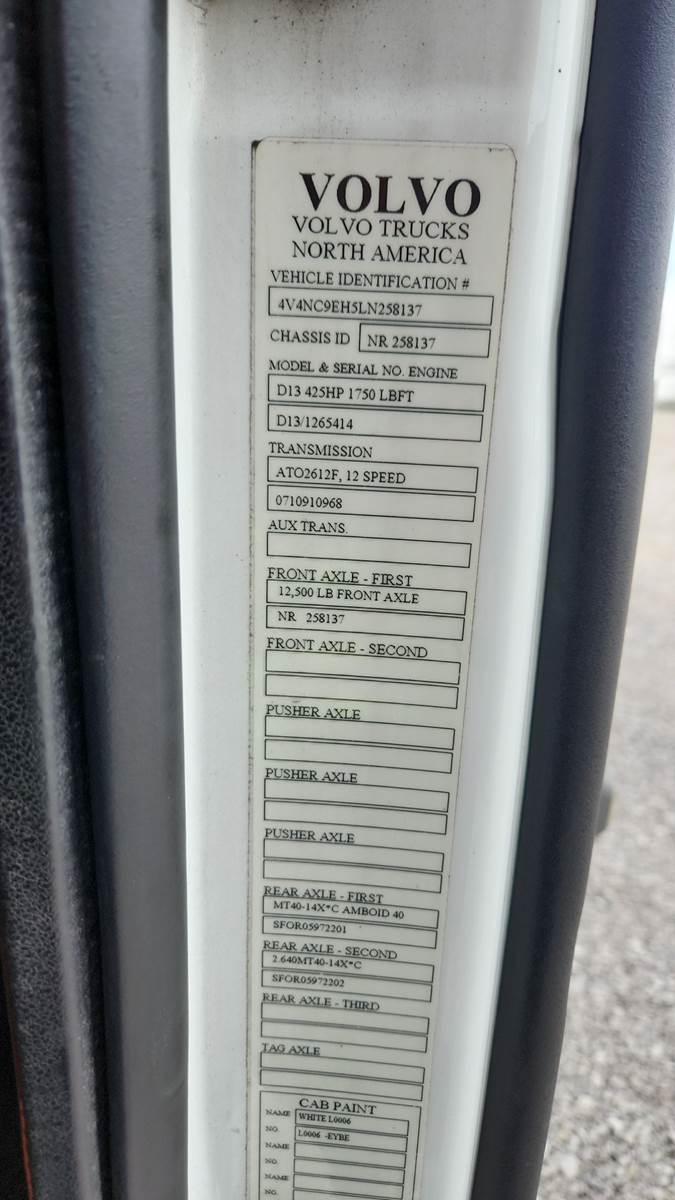 VOLVO
VOLVO TRUCKS
NORTH AMERICA
VEHICLE IDENTIFICATION #
4V4NC9EH5LN258137
CHASSIS ID NR 258137
MODEL & SERIAL NO. ENGINE
D13 425HP 1750 LBFT
D13/1265414
TRANSMISSION
ATO2612F, 12 SPEED
0710910968
AUX TRANS.
FRONT AXLE - FIRST
12,500 LB FRONT AXLE
NR 258137
FRONT AXLE - SECOND
PUSHER AXLE
PUSHER AXLE
PUSHER AXLE
REAR AXLE - FIRST
MT40-14X*C AMBOID 40
SFOR05972201
REAR AXLE - SECOND
2.640MT40-14X*C
SFOR05972202
REAR AXLE - THIRD
TAG AXLE
CAB PAINT
NAME WHITE L0006
NO. L0006 -EYBE
NAME
NO.
NAME
NO.